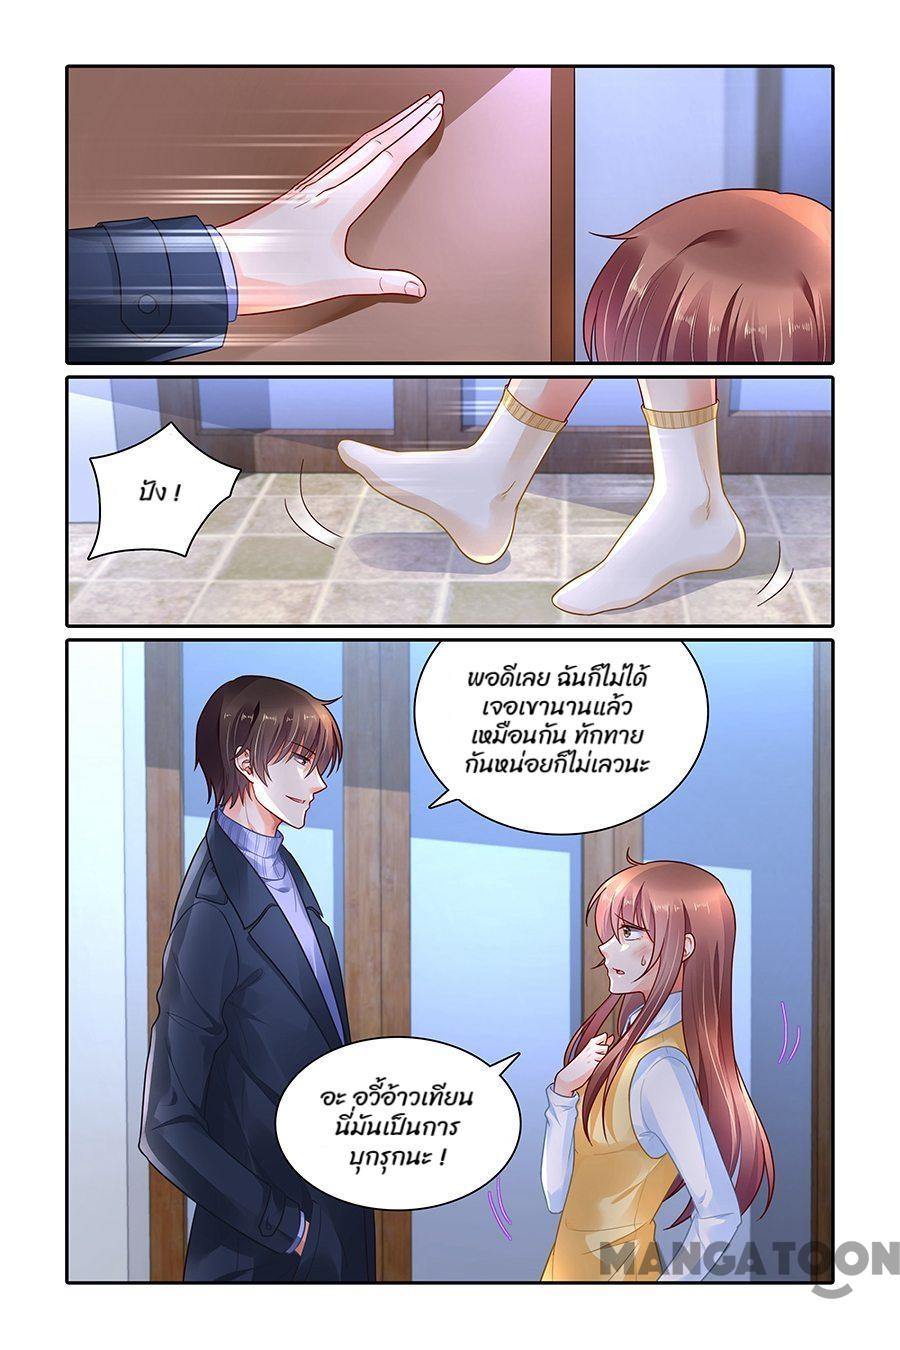 ปัง !
พอดีเลย ฉันก็ไม่ได้
เจอเขานานแล้ว
เหมือนกัน ทักทาย
กันหน่อยก็ไม่เลวนะ
อะ อวี้อ้าวเทียน
นี่มันเป็นการ
บุกรุกนะ !
MANGATOON